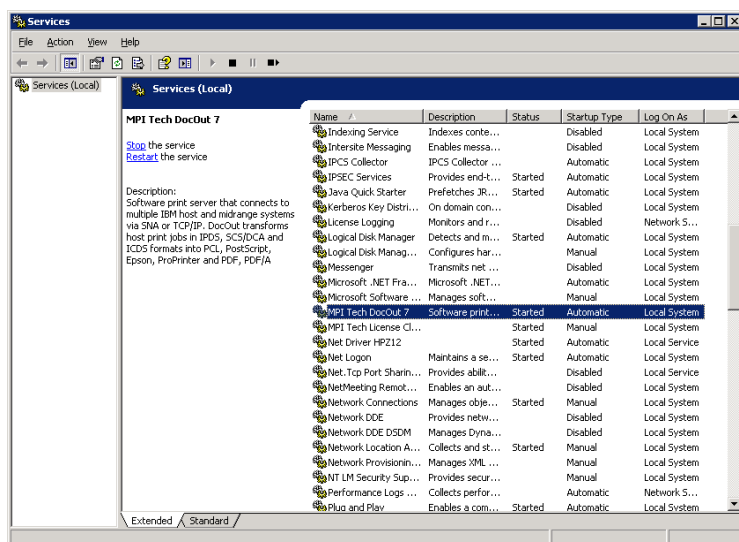 Services
File Action View Help
Services (Local)
Services (Local)
MPI Tech DocOut 7
Stop the service
Restart the service
Description:
Software print server that connects to
multiple IBM host and midrange systems
via SNA or TCP/IP. DocOut transforms
host print jobs in IPDS, SCS/DCA and
ICDS formats into PCL, PostScript,
Epson, ProPrinter and PDF, PDF/A
Name Description Status Startup Type Log On As
Indexing Service Indexes conte... Disabled Local System
Intersite Messaging Enables messa... Disabled Local System
IPCS Collector IPCS Collector ... Automatic Local System
IPSEC Services Provides end-t... Started Automatic Local System
Java Quick Starter Prefetches JR... Started Automatic Local System
Kerberos Key Distri... On domain con... Disabled Local System
License Logging Monitors and r... Disabled Network S...
Logical Disk Manager Detects and m... Started Automatic Local System
Logical Disk Manag... Configures har... Manual Local System
Messenger Transmits net ... Disabled Local System
Microsoft .NET Fra... Microsoft .NET... Automatic Local System
Microsoft Software ... Manages soft... Manual Local System
MPI Tech DocOut 7 Software print... Started Automatic Local System
MPI Tech License Cl... Started Manual Local System
Net Driver HPZ12 Started Automatic Local Service
Net Logon Maintains a se... Started Automatic Local System
Net.Tcp Port Sharin... Provides abilit... Disabled Local Service
NetMeeting Remot... Enables an aut... Disabled Local System
Network Connections Manages obje... Started Manual Local System
Network DDE Provides netw... Disabled Local System
Network DDE DSDM Manages Dyna... Disabled Local System
Network Location A... Collects and st... Started Manual Local System
Network Provisionin... Manages XML ... Manual Local System
NT LM Security Sup... Provides secur... Manual Local System
Performance Logs ... Collects perfor... Automatic Network S...
Plug and Play Enables a com... Started Automatic Local System
Extended Standard